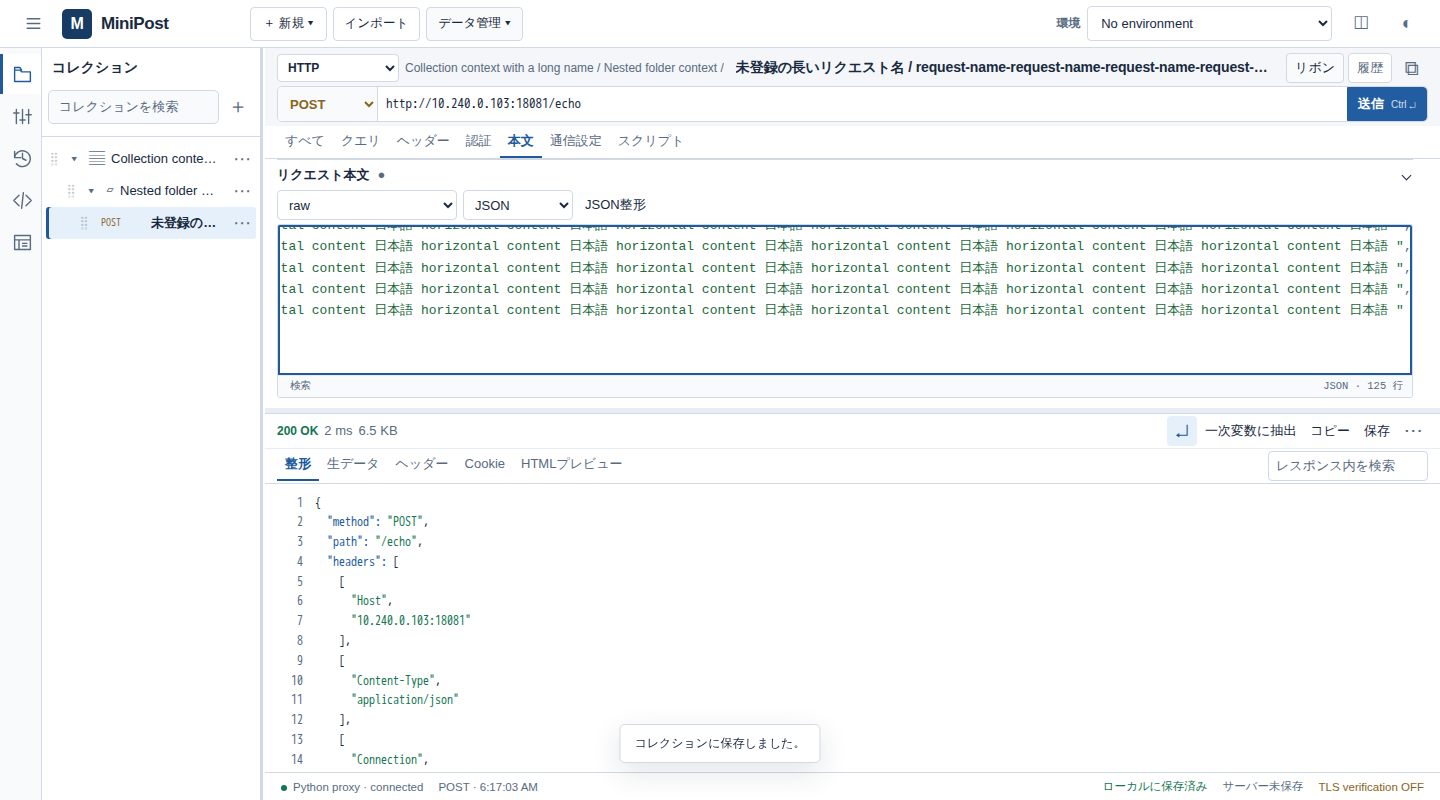 M MiniPost ＋ 新規 ▾ インポート データ管理 ▾ 環境 No environment
コレクション
コレクションを検索 ＋
Collection conte… ···
Nested folder … ···
POST 未登録の… ···
HTTP Collection context with a long name / Nested folder context / 未登録の長いリクエスト名 / request-name-request-name-request-name-request-… リボン 履歴
POST http://10.240.0.103:18081/echo 送信 Ctrl ⏎
すべて クエリ ヘッダー 認証 本文 通信設定 スクリプト
リクエスト本文 ●
raw JSON JSON整形
tal content 日本語 horizontal content 日本語 horizontal content 日本語 horizontal content 日本語 horizontal content 日本語 horizontal content 日本語 ",
tal content 日本語 horizontal content 日本語 horizontal content 日本語 horizontal content 日本語 horizontal content 日本語 horizontal content 日本語 ",
tal content 日本語 horizontal content 日本語 horizontal content 日本語 horizontal content 日本語 horizontal content 日本語 horizontal content 日本語 ",
tal content 日本語 horizontal content 日本語 horizontal content 日本語 horizontal content 日本語 horizontal content 日本語 horizontal content 日本語 ",
tal content 日本語 horizontal content 日本語 horizontal content 日本語 horizontal content 日本語 horizontal content 日本語 horizontal content 日本語 "
検索 JSON · 125 行
200 OK 2 ms 6.5 KB 一次変数に抽出 コピー 保存 ···
整形 生データ ヘッダー Cookie HTMLプレビュー レスポンス内を検索
1 {
2 "method": "POST",
3 "path": "/echo",
4 "headers": [
5 [
6 "Host",
7 "10.240.0.103:18081"
8 ],
9 [
10 "Content-Type",
11 "application/json"
12 ],
13 [
14 "Connection",
コレクションに保存しました。
● Python proxy · connected POST · 6:17:03 AM ローカルに保存済み サーバー未保存 TLS verification OFF